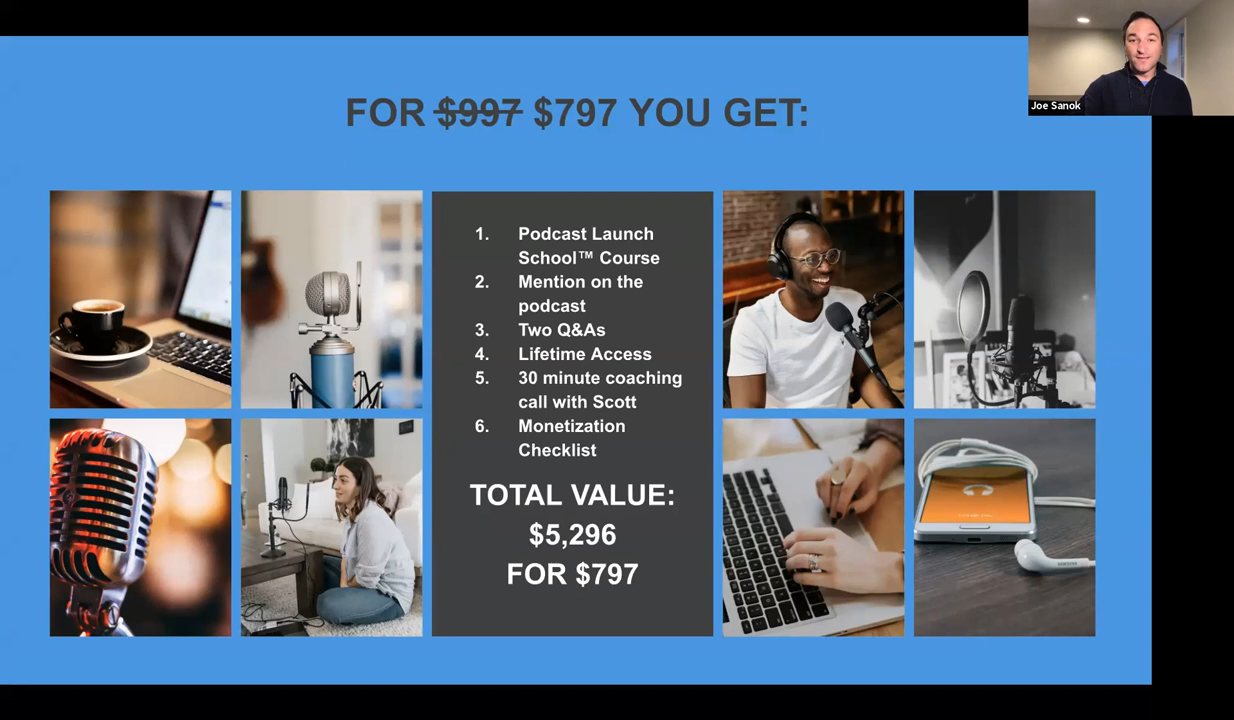 Joe Sanok
FOR $997 $797 YOU GET:
1. Podcast Launch
School™ Course
2. Mention on the
podcast
3. Two Q&As
4. Lifetime Access
5. 30 minute coaching
call with Scott
6. Monetization
Checklist
TOTAL VALUE:
$5,296
FOR $797
SAMSUNG